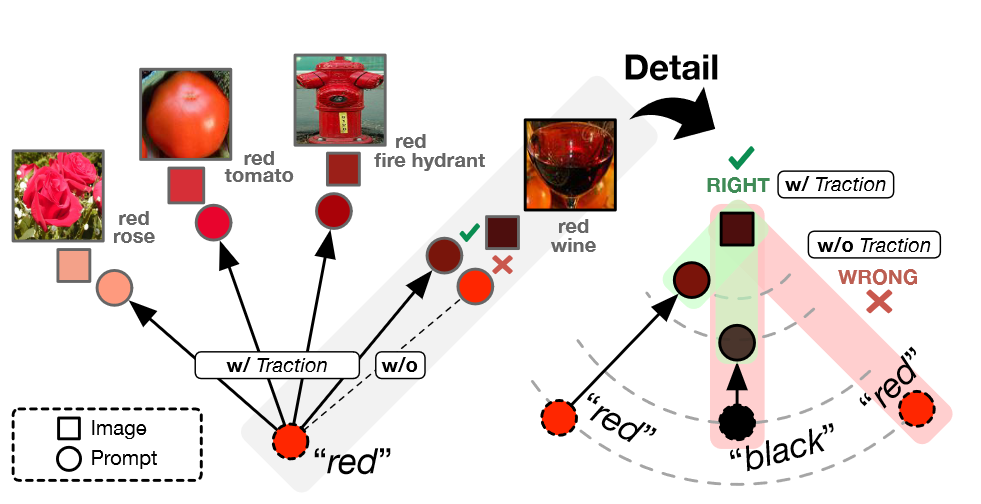 Detail
red
tomato
red
fire hydrant
red
rose
red
wine
RIGHT
w/ Traction
w/o Traction
WRONG
w/ Traction
w/o
Image
Prompt
“red”
“red”
“black”
“red”